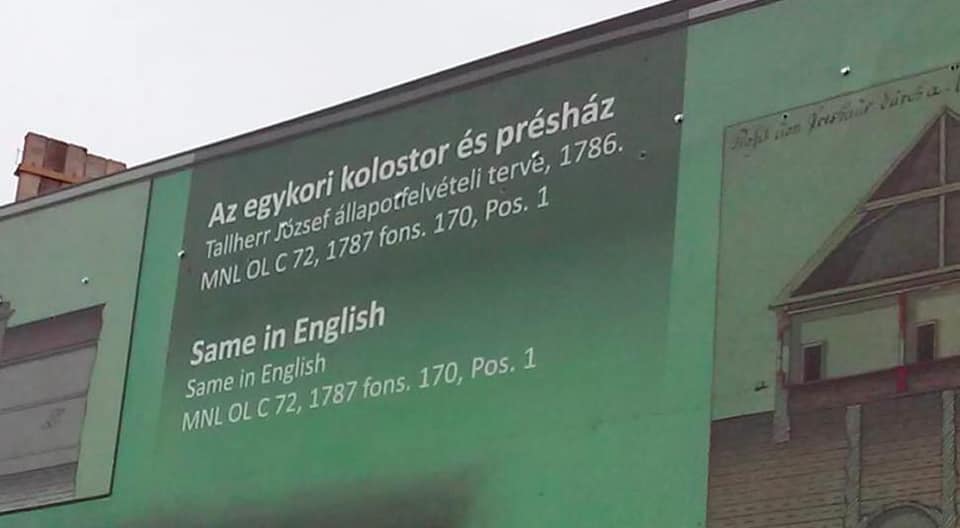 Az egykori kolostor és présház
Tallherr József állapotfelvételi terve, 1786.
MNL OL C 72, 1787 fons. 170, Pos. 1
Same in English
Same in English
MNL OL C 72, 1787 fons. 170, Pos. 1